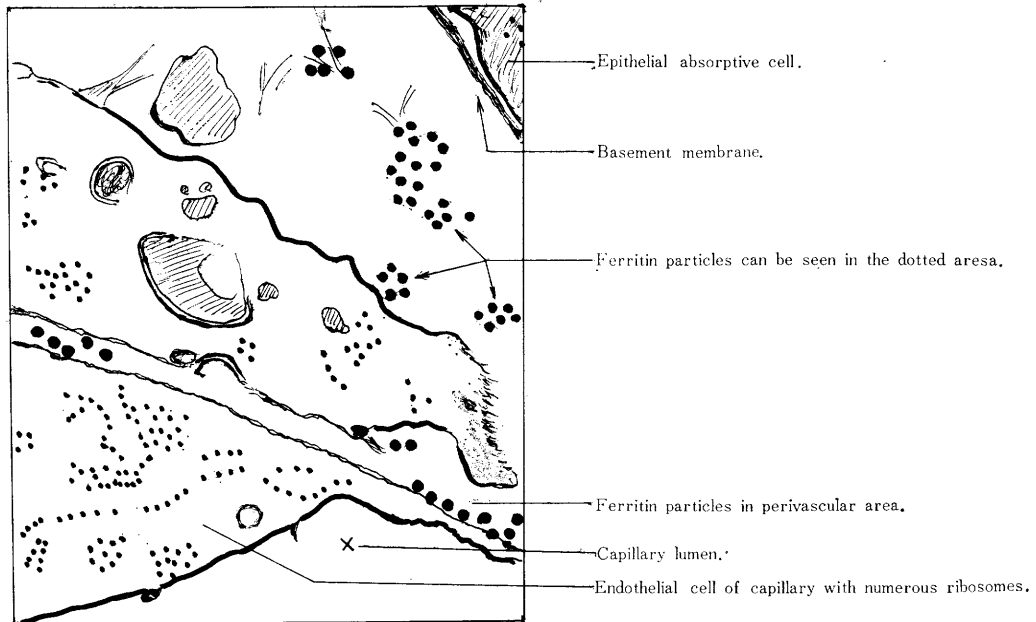 Epithelial absorptive cell.
Basement membrane.
Ferritin particles can be seen in the dotted aresa.
Ferritin particles in perivascular area.
X
Capillary lumen.
Endothelial cell of capillary with numerous ribosomes.